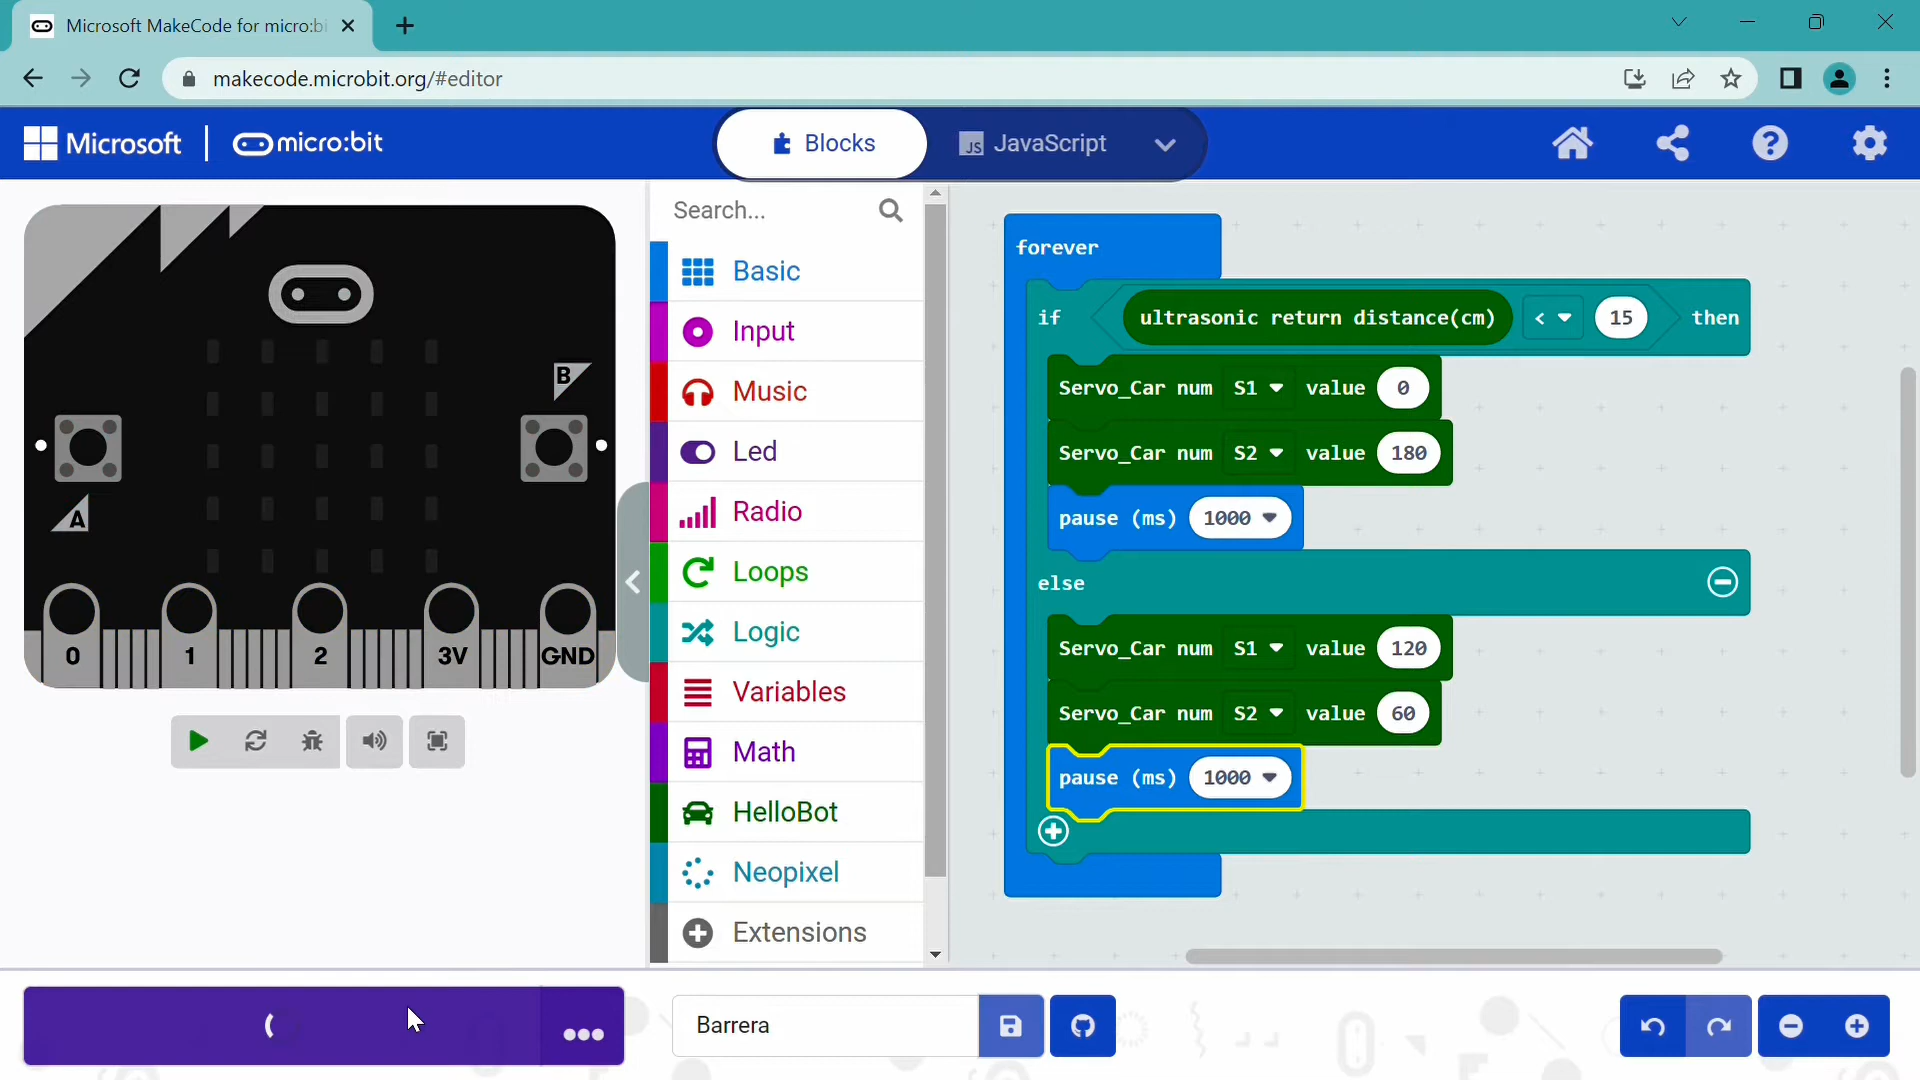 Microsoft MakeCode for micro:bi
makecode.microbit.org/#editor
Microsoft
micro:bit
Blocks
JS JavaScript
B
A
0 1 2 3V GND
Search...
Basic
Input
Music
Led
Radio
Loops
Logic
Variables
Math
HelloBot
Neopixel
Extensions
forever
if ultrasonic return distance(cm) < 15 then
Servo_Car num S1 value 0
Servo_Car num S2 value 180
pause (ms) 1000
else
Servo_Car num S1 value 120
Servo_Car num S2 value 60
pause (ms) 1000
Barrera